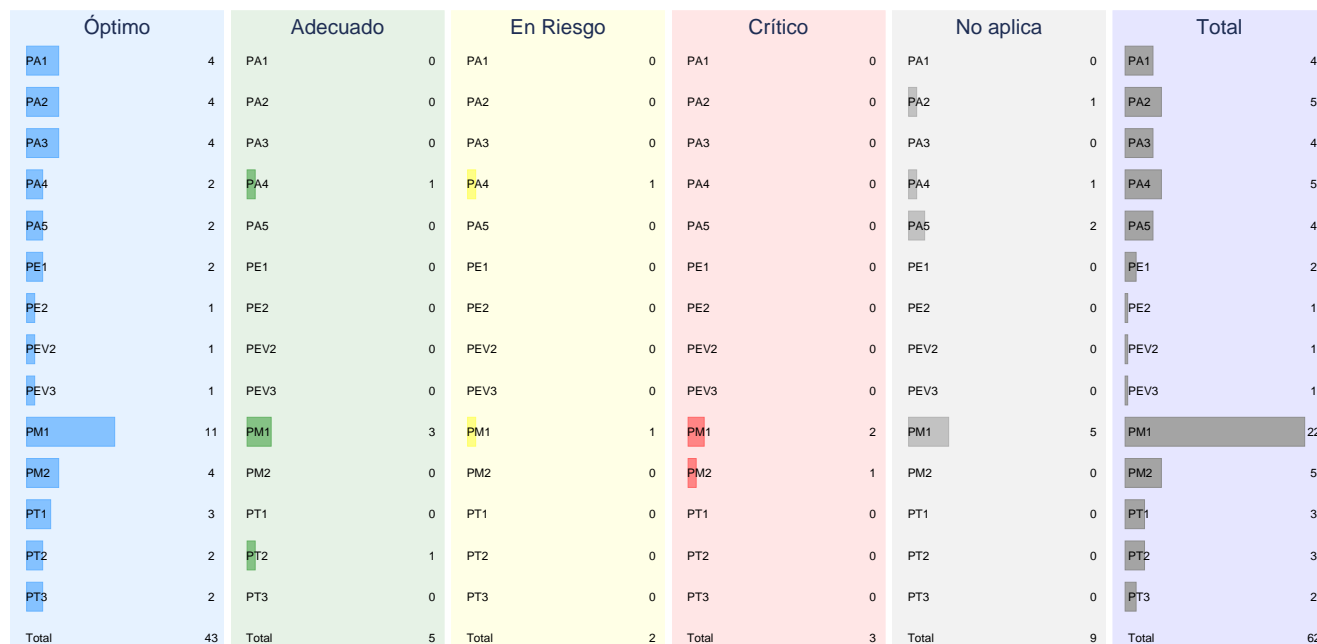 Óptimo Adecuado En Riesgo Crítico No aplica Total
PA1 4 PA1 0 PA1 0 PA1 0 PA1 0 PA1 4
PA2 4 PA2 0 PA2 0 PA2 0 PA2 1 PA2 5
PA3 4 PA3 0 PA3 0 PA3 0 PA3 0 PA3 4
PA4 2 PA4 1 PA4 1 PA4 0 PA4 1 PA4 5
PA5 2 PA5 0 PA5 0 PA5 0 PA5 2 PA5 4
PE1 2 PE1 0 PE1 0 PE1 0 PE1 0 PE1 2
PE2 1 PE2 0 PE2 0 PE2 0 PE2 0 PE2 1
PEV2 1 PEV2 0 PEV2 0 PEV2 0 PEV2 0 PEV2 1
PEV3 1 PEV3 0 PEV3 0 PEV3 0 PEV3 0 PEV3 1
PM1 11 PM1 3 PM1 1 PM1 2 PM1 5 PM1 22
PM2 4 PM2 0 PM2 0 PM2 1 PM2 0 PM2 5
PT1 3 PT1 0 PT1 0 PT1 0 PT1 0 PT1 3
PT2 2 PT2 1 PT2 0 PT2 0 PT2 0 PT2 3
PT3 2 PT3 0 PT3 0 PT3 0 PT3 0 PT3 2
Total 43 Total 5 Total 2 Total 3 Total 9 Total 62